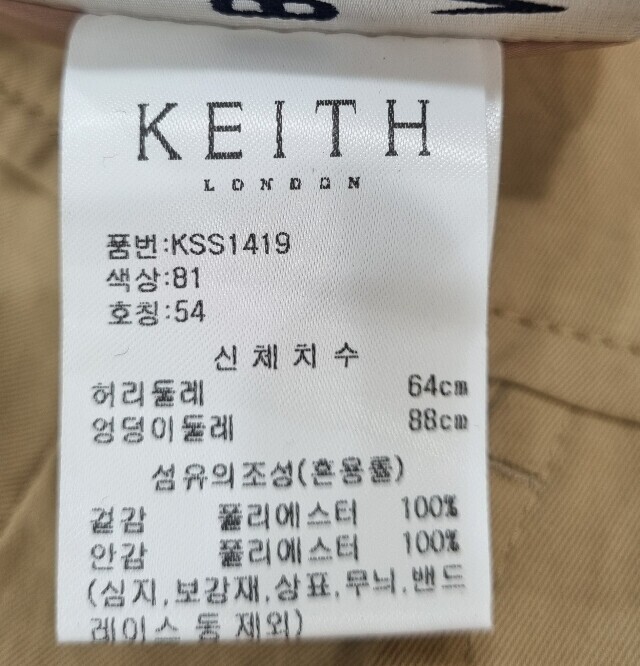 KEITH
LONDON
품번:KSS1419
색상:81
호칭:54
신체치수
허리둘레 64cm
엉덩이둘레 88cm
섬유의조성(혼용률)
겉감 폴리에스터 100%
안감 폴리에스터 100%
(심지,보강재,상표,무늬,밴드
레이스 등 제외)